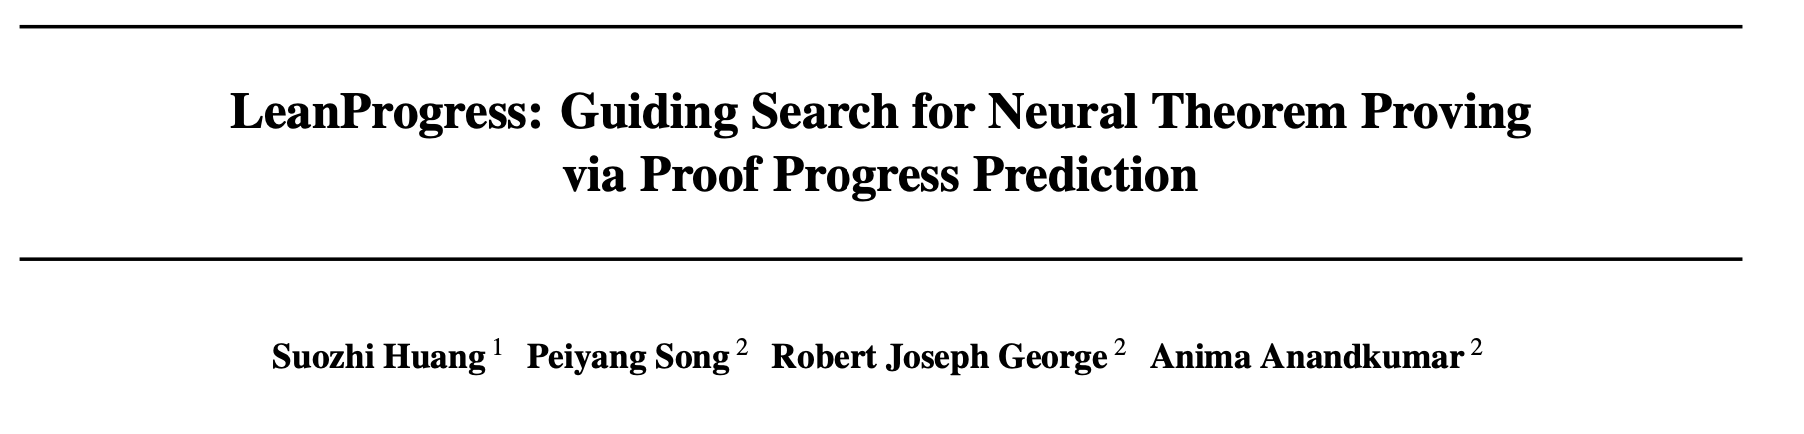 LeanProgress: Guiding Search for Neural Theorem Proving
via Proof Progress Prediction
Suozhi Huang 1 Peiyang Song 2 Robert Joseph George 2 Anima Anandkumar 2